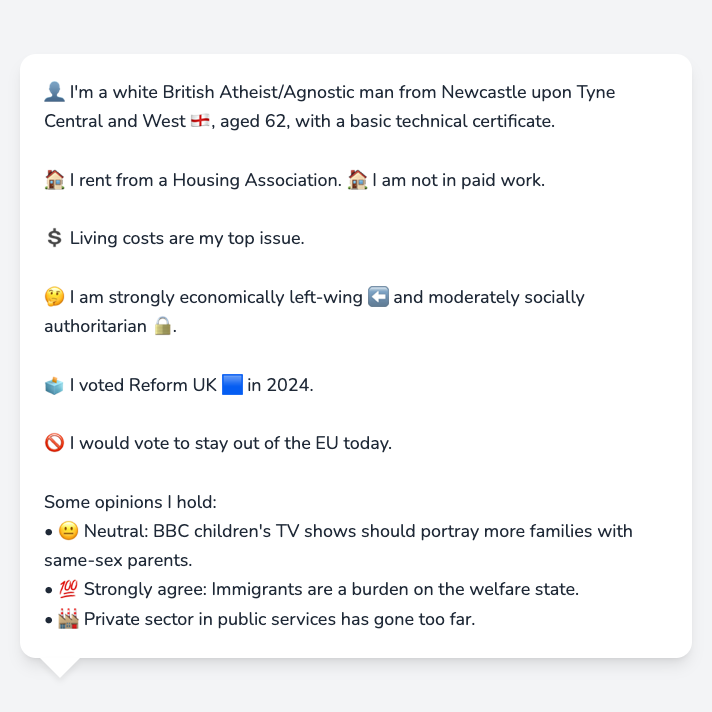 👤 I'm a white British Atheist/Agnostic man from Newcastle upon Tyne
Central and West 🏴󠁧󠁢󠁥󠁮󠁧󠁿, aged 62, with a basic technical certificate.
🏠 I rent from a Housing Association. 🏠 I am not in paid work.
💲 Living costs are my top issue.
🤔 I am strongly economically left-wing ⬅️ and moderately socially
authoritarian 🔒.
🗳️ I voted Reform UK 🟦 in 2024.
🚫 I would vote to stay out of the EU today.
Some opinions I hold:
• 😐 Neutral: BBC children's TV shows should portray more families with
same-sex parents.
• 💯 Strongly agree: Immigrants are a burden on the welfare state.
• 🏭 Private sector in public services has gone too far.